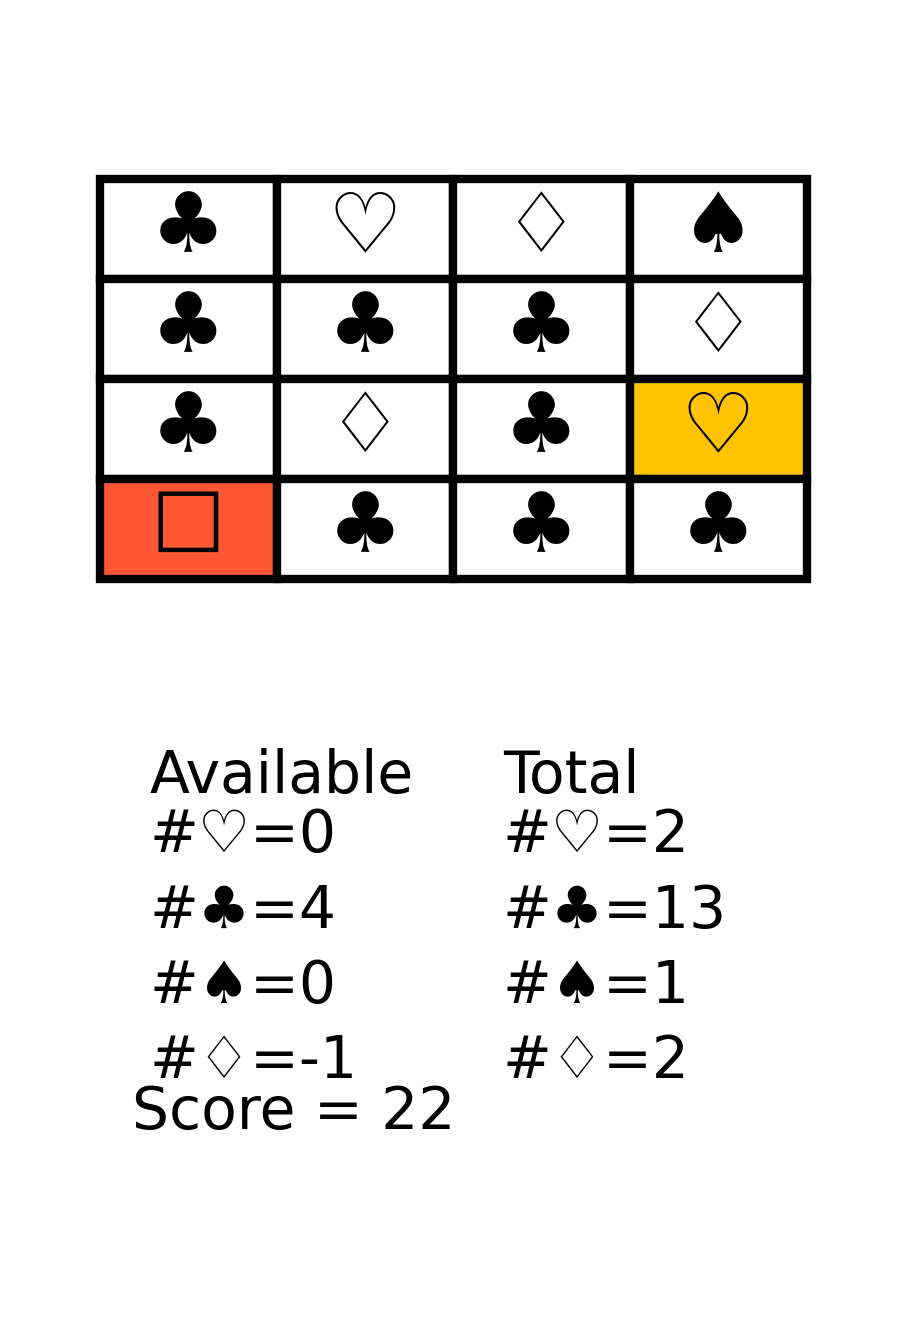 ♣ ♡ ♢ ♠
♣ ♣ ♣ ♢
♣ ♢ ♣ ♡
□ ♣ ♣ ♣
Available Total
#♡=0 #♡=2
#♣=4 #♣=13
#♠=0 #♠=1
#♢=-1 #♢=2
Score = 22